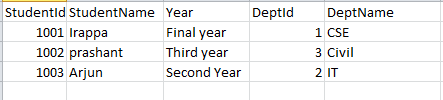 StudentId StudentName Year DeptId DeptName
1001 Irappa Final year 1 CSE
1002 prashant Third year 3 Civil
1003 Arjun Second Year 2 IT